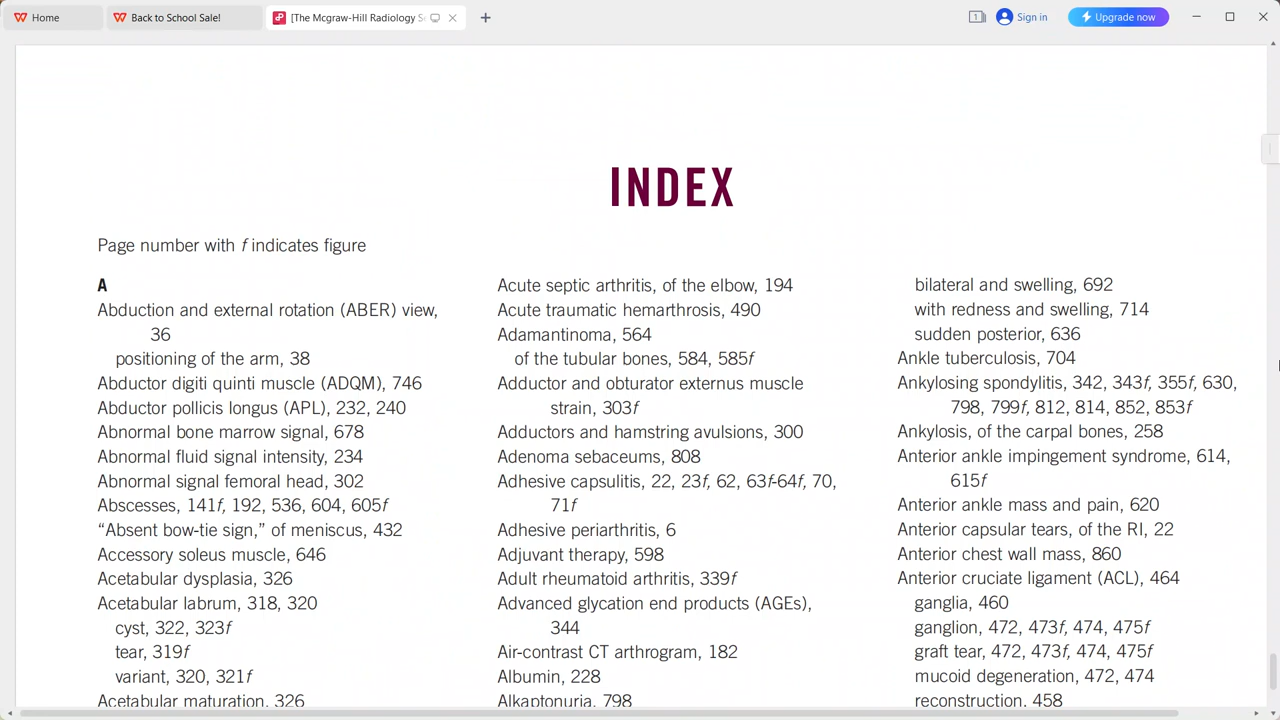 Home
Back to School Sale!
[The Mcgraw-Hill Radiology S
1
Sign in
Upgrade now
INDEX
Page number with f indicates figure
A
Abduction and external rotation (ABER) view,
36
positioning of the arm, 38
Abductor digiti quinti muscle (ADQM), 746
Abductor pollicis longus (APL), 232, 240
Abnormal bone marrow signal, 678
Abnormal fluid signal intensity, 234
Abnormal signal femoral head, 302
Abscesses, 141f, 192, 536, 604, 605f
“Absent bow-tie sign,” of meniscus, 432
Accessory soleus muscle, 646
Acetabular dysplasia, 326
Acetabular labrum, 318, 320
cyst, 322, 323f
tear, 319f
variant, 320, 321f
Acetabular maturation, 326
Acute septic arthritis, of the elbow, 194
Acute traumatic hemarthrosis, 490
Adamantinoma, 564
of the tubular bones, 584, 585f
Adductor and obturator externus muscle
strain, 303f
Adductors and hamstring avulsions, 300
Adenoma sebaceums, 808
Adhesive capsulitis, 22, 23f, 62, 63f-64f, 70,
71f
Adhesive periarthritis, 6
Adjuvant therapy, 598
Adult rheumatoid arthritis, 339f
Advanced glycation end products (AGEs),
344
Air-contrast CT arthrogram, 182
Albumin, 228
Alkaptonuria, 798
bilateral and swelling, 692
with redness and swelling, 714
sudden posterior, 636
Ankle tuberculosis, 704
Ankylosing spondylitis, 342, 343f, 355f, 630,
798, 799f, 812, 814, 852, 853f
Ankylosis, of the carpal bones, 258
Anterior ankle impingement syndrome, 614,
615f
Anterior ankle mass and pain, 620
Anterior capsular tears, of the RI, 22
Anterior chest wall mass, 860
Anterior cruciate ligament (ACL), 464
ganglia, 460
ganglion, 472, 473f, 474, 475f
graft tear, 472, 473f, 474, 475f
mucoid degeneration, 472, 474
reconstruction, 458